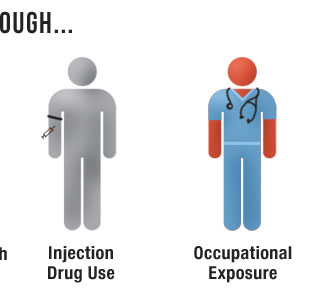 OUGH...
h
Injection
Drug Use
Occupational
Exposure